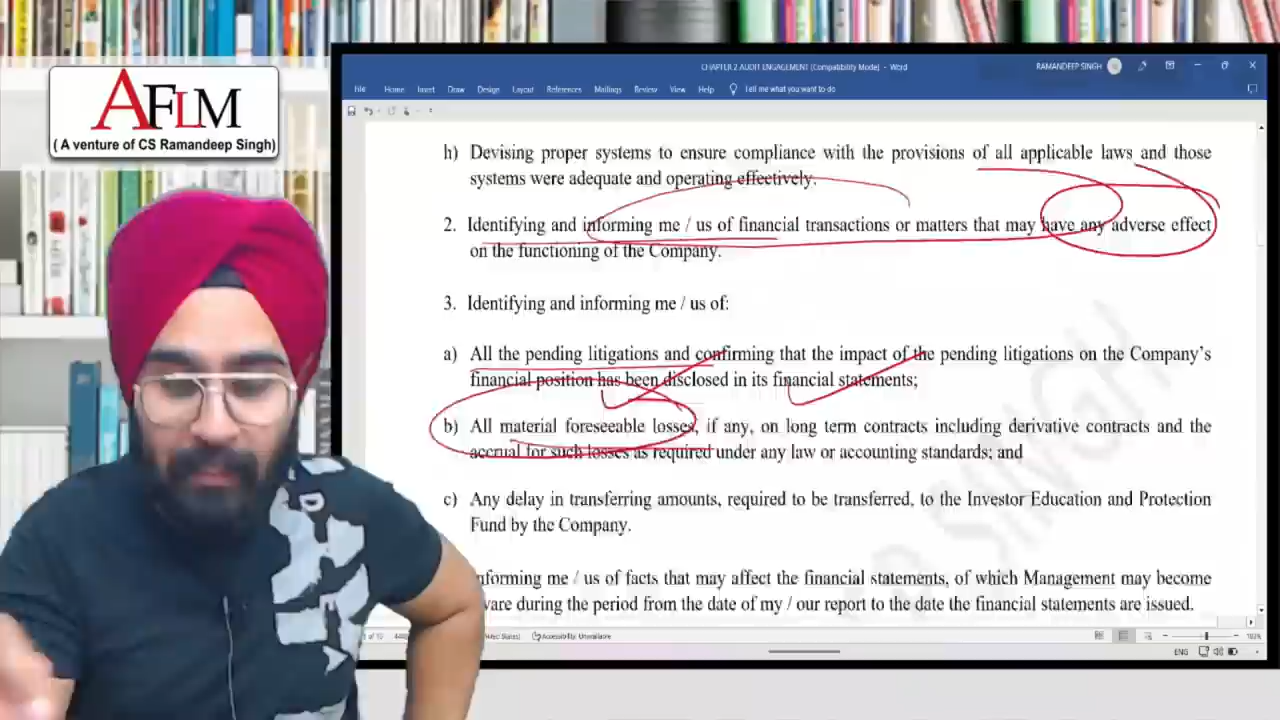 AFLM
( A venture of CS Ramandeep Singh)
CHAPTER 2 AUDIT ENGAGEMENT [Compatibility Mode] - Word
RAMANDEEP SINGH
File Home Insert Draw Design Layout References Mailings Review View Help Tell me what you want to do
h) Devising proper systems to ensure compliance with the provisions of all applicable laws and those
systems were adequate and operating effectively.
2. Identifying and informing me / us of financial transactions or matters that may have any adverse effect
on the functioning of the Company.
3. Identifying and informing me / us of:
a) All the pending litigations and confirming that the impact of the pending litigations on the Company's
financial position has been disclosed in its financial statements;
b) All material foreseeable losses, if any, on long term contracts including derivative contracts and the
accrual for such losses as required under any law or accounting standards; and
c) Any delay in transferring amounts, required to be transferred, to the Investor Education and Protection
Fund by the Company.
nforming me / us of facts that may affect the financial statements, of which Management may become
ware during the period from the date of my / our report to the date the financial statements are issued.
States) Accessibility: Unavailable
ENG
SINGH